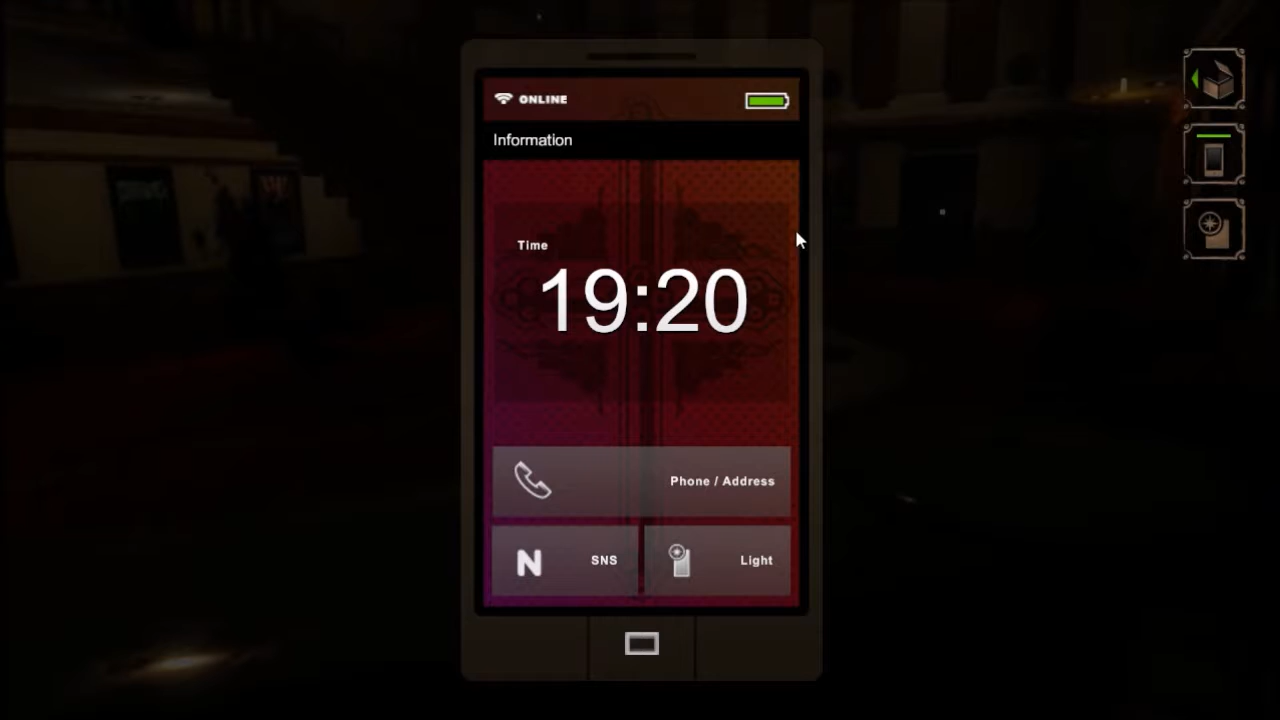 ONLINE
Information
Time
19:20
Phone / Address
N SNS
Light